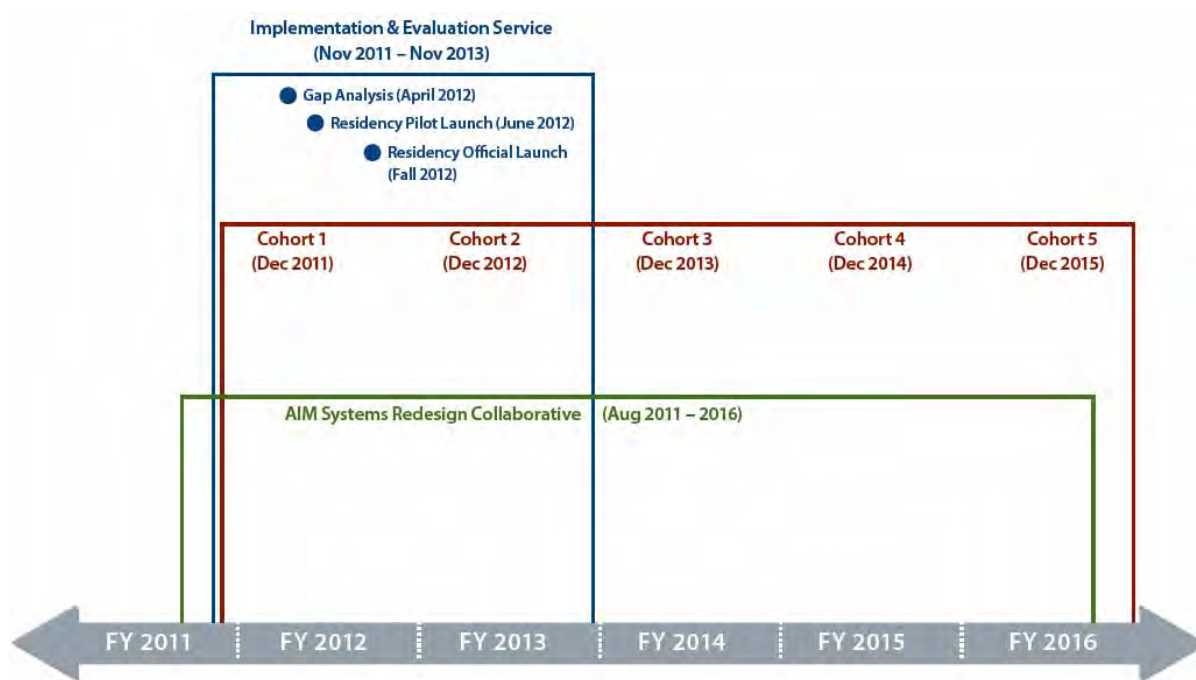 Implementation & Evaluation Service
(Nov 2011 – Nov 2013)
Gap Analysis (April 2012)
Residency Pilot Launch (June 2012)
Residency Official Launch
(Fall 2012)
Cohort 1
(Dec 2011)
Cohort 2
(Dec 2012)
Cohort 3
(Dec 2013)
Cohort 4
(Dec 2014)
Cohort 5
(Dec 2015)
AIM Systems Redesign Collaborative (Aug 2011 – 2016)
FY 2011 FY 2012 FY 2013 FY 2014 FY 2015 FY 2016